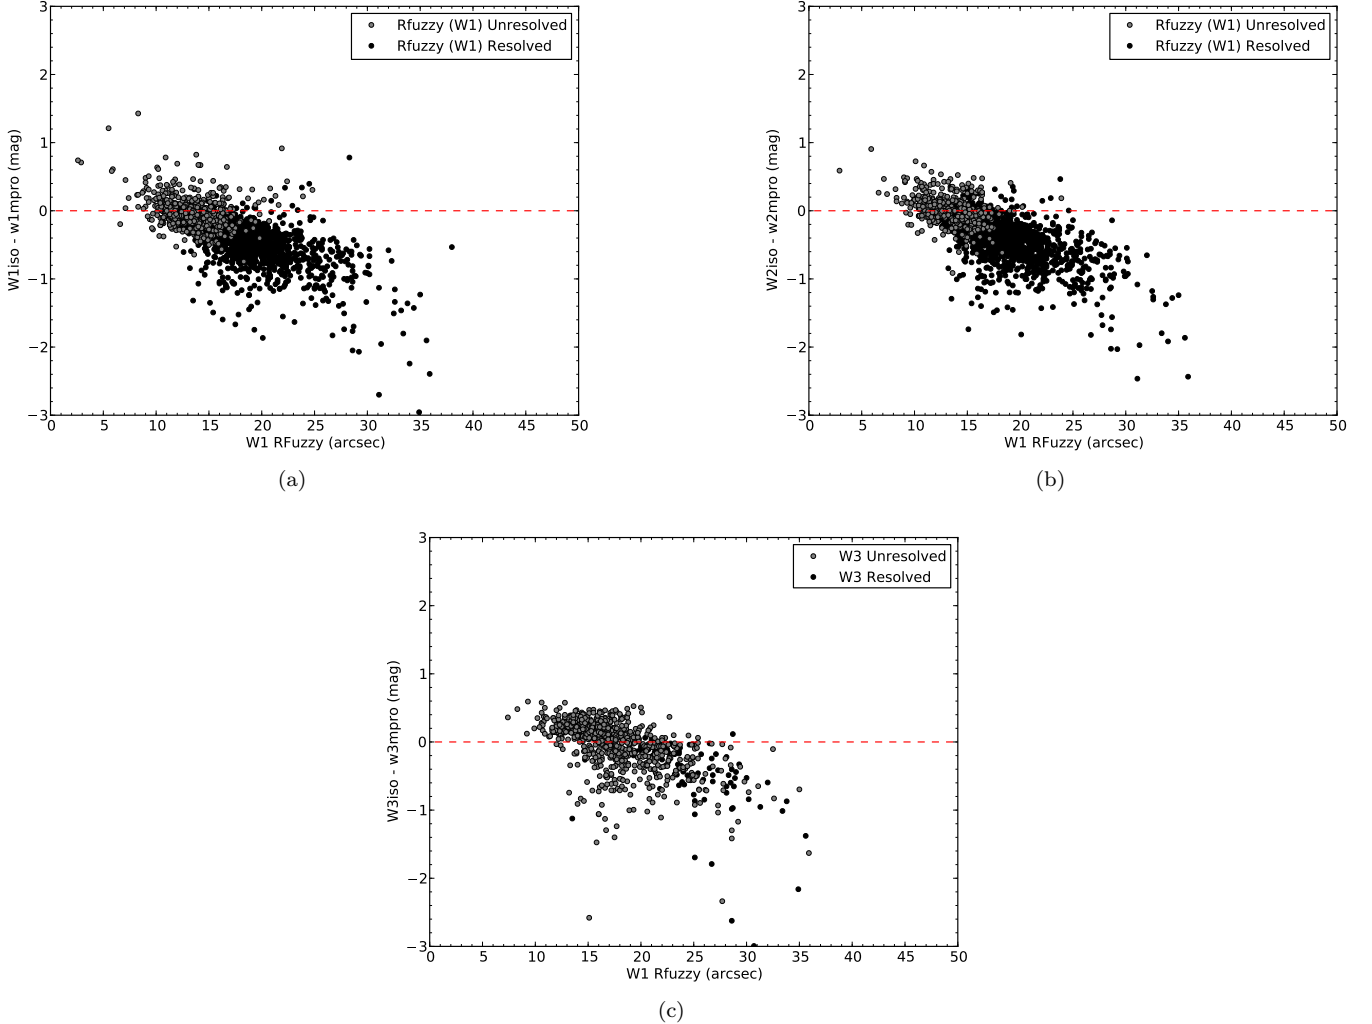 3
2
1
0
−1
−2
−3
W1iso - w1mpro (mag)
Rfuzzy (W1) Unresolved
Rfuzzy (W1) Resolved
0 5 10 15 20 25 30 35 40 45 50
W1 RFuzzy (arcsec)
(a)
3
2
1
0
−1
−2
−3
W2iso - w2mpro (mag)
Rfuzzy (W1) Unresolved
Rfuzzy (W1) Resolved
0 5 10 15 20 25 30 35 40 45 50
W1 RFuzzy (arcsec)
(b)
3
2
1
0
−1
−2
−3
W3iso - w3mpro (mag)
W3 Unresolved
W3 Resolved
0 5 10 15 20 25 30 35 40 45 50
W1 Rfuzzy (arcsec)
(c)